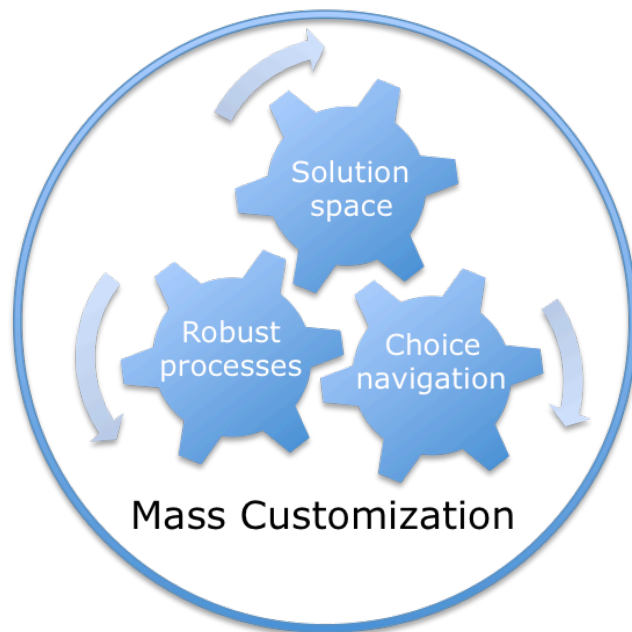 Solution
space
Robust
processes
Choice
navigation
Mass Customization